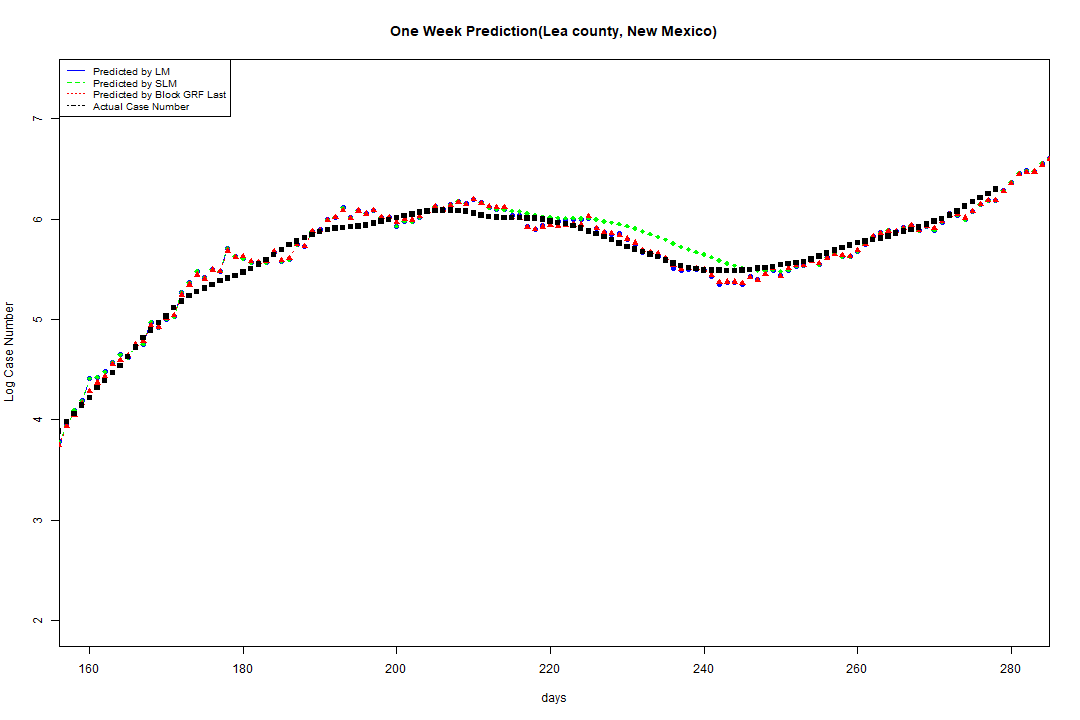 One Week Prediction(Lea county, New Mexico)
Predicted by LM
Predicted by SLM
Predicted by Block GRF Last
Actual Case Number
7
6
5
4
3
2
Log Case Number
160 180 200 220 240 260 280
days